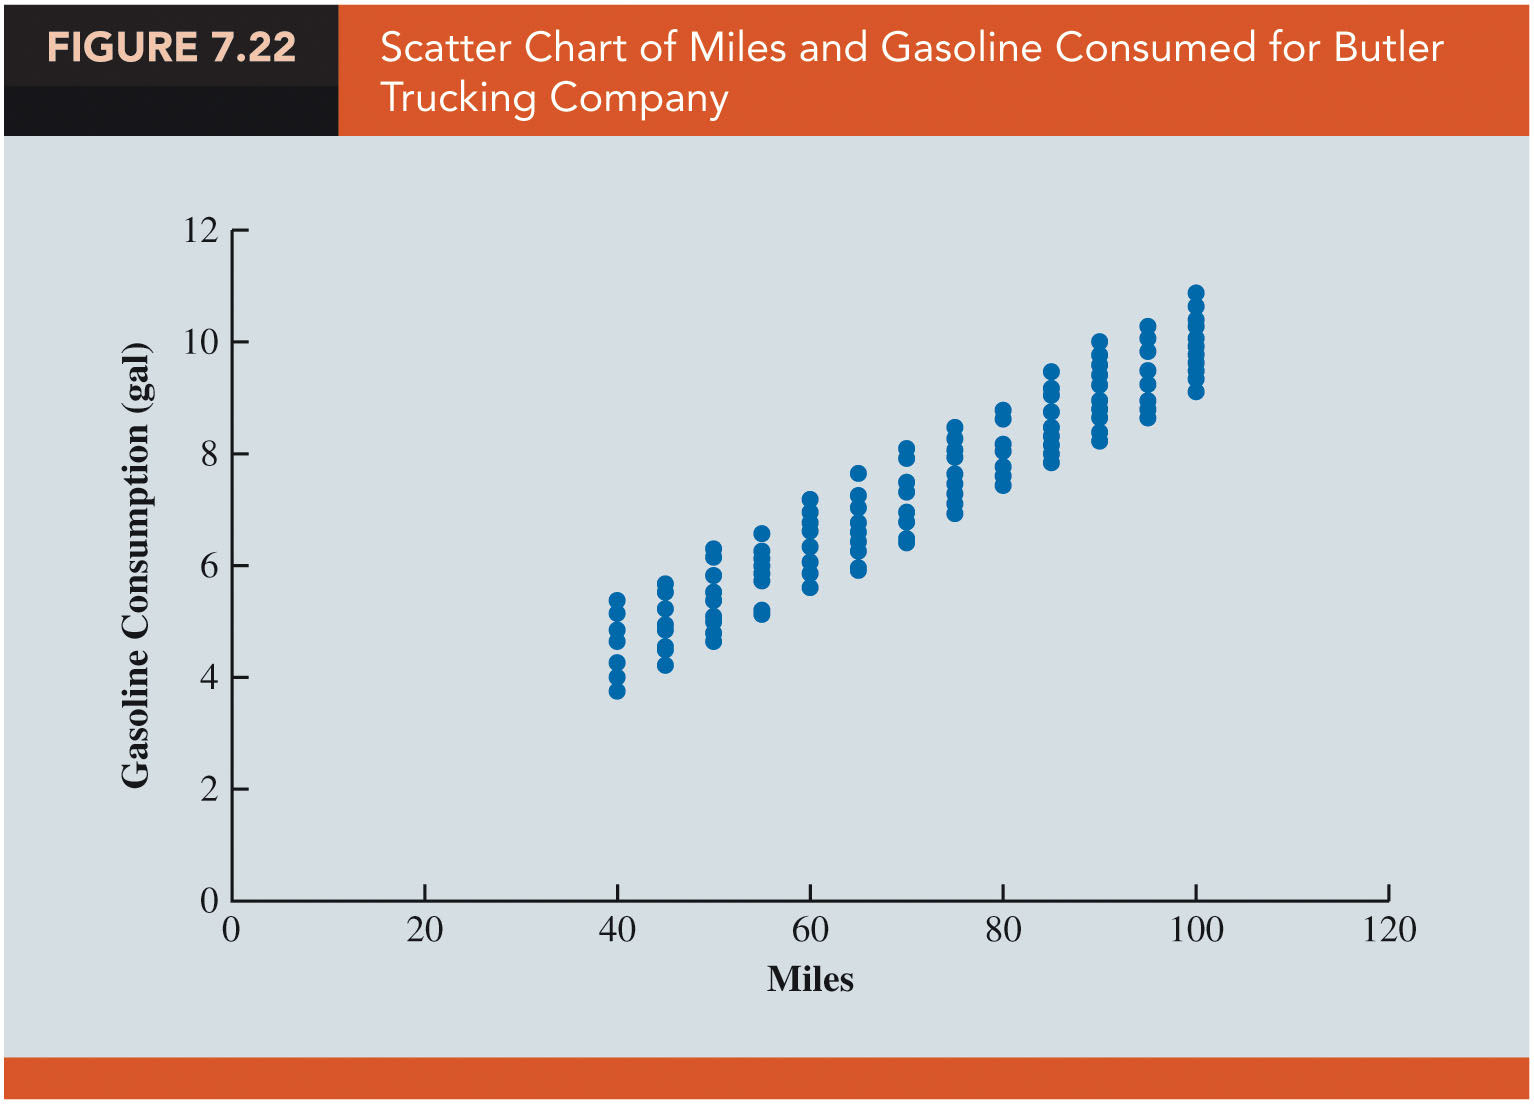 FIGURE 7.22
Scatter Chart of Miles and Gasoline Consumed for Butler
Trucking Company
12
10
8
6
4
2
0
Gasoline Consumption (gal)
0 20 40 60 80 100 120
Miles